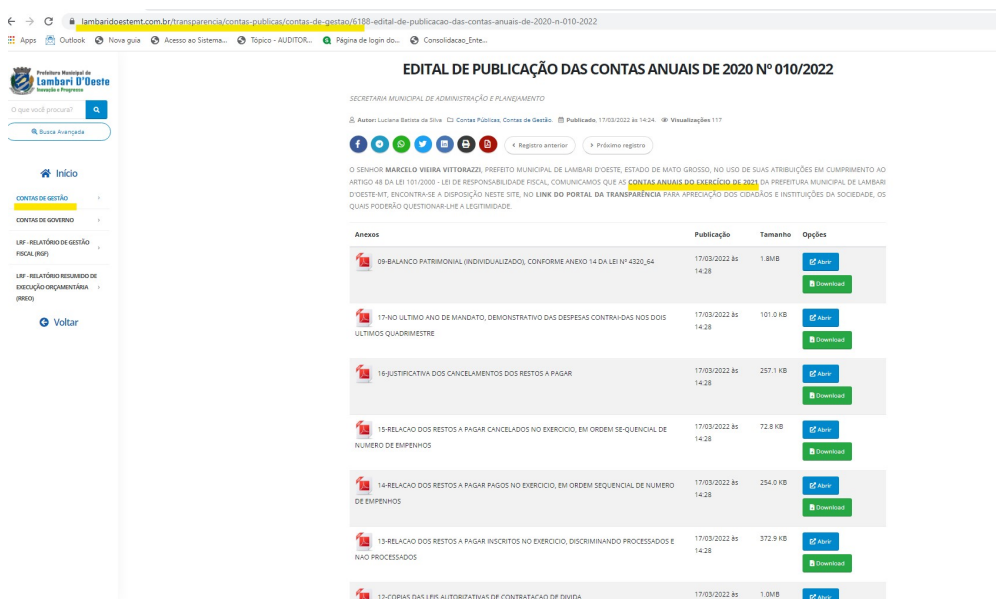 lambaridoestemt.com.br/transparencia/contas-publicas/contas-de-gestao/6188-edital-de-publicacao-das-contas-anuais-de-2020-n-010-2022
Apps Outlook Nova guia Acesso ao Sistema... Tópico - AUDITOR... Página de login do... Consolidacao_Ente...
Prefeitura Municipal de
Lambari D'Oeste
Inovação e Progresso
O que você procura?
Busca Avançada
Início
CONTAS DE GESTÃO
CONTAS DE GOVERNO
LRF - RELATÓRIO DE GESTÃO
FISCAL (RGF)
LRF - RELATÓRIO RESUMIDO DE
EXECUÇÃO ORÇAMENTÁRIA
(RREO)
Voltar
EDITAL DE PUBLICAÇÃO DAS CONTAS ANUAIS DE 2020 Nº 010/2022
SECRETARIA MUNICIPAL DE ADMINISTRAÇÃO E PLANEJAMENTO
Autor: Luciana Batista da Silva Contas Públicas, Contas de Gestão. Publicado, 17/03/2022 às 14:24. Visualizações 117
Registro anterior Próximo registro
O SENHOR MARCELO VIEIRA VITTORAZZI, PREFEITO MUNICIPAL DE LAMBARI D'OESTE, ESTADO DE MATO GROSSO, NO USO DE SUAS ATRIBUIÇÕES EM CUMPRIMENTO AO
ARTIGO 48 DA LEI 101/2000 - LEI DE RESPONSABILIDADE FISCAL, COMUNICAMOS QUE AS CONTAS ANUAIS DO EXERCÍCIO DE 2021 DA PREFEITURA MUNICIPAL DE LAMBARI
D'OESTE-MT, ENCONTRA-SE A DISPOSIÇÃO NESTE SITE, NO LINK DO PORTAL DA TRANSPARÊNCIA PARA APRECIAÇÃO DOS CIDADÃOS E INSTITUIÇÕES DA SOCIEDADE, OS
QUAIS PODERÃO QUESTIONAR-LHE A LEGITIMIDADE.
Anexos Publicação Tamanho Opções
09-BALANCO PATRIMONIAL (INDIVIDUALIZADO), CONFORME ANEXO 14 DA LEI Nº 4320_64 17/03/2022 às 1.8MB Abrir
14:28
Download
17-NO ULTIMO ANO DE MANDATO, DEMONSTRATIVO DAS DESPESAS CONTRAI-DAS NOS DOIS 17/03/2022 às 101.0 KB Abrir
ULTIMOS QUADRIMESTRE 14:28
Download
16-JUSTIFICATIVA DOS CANCELAMENTOS DOS RESTOS A PAGAR 17/03/2022 às 257.1 KB Abrir
14:28
Download
15-RELACAO DOS RESTOS A PAGAR CANCELADOS NO EXERCICIO, EM ORDEM SE-QUENCIAL DE 17/03/2022 às 72.8 KB Abrir
NUMERO DE EMPENHOS 14:28
Download
14-RELACAO DOS RESTOS A PAGAR PAGOS NO EXERCICIO, EM ORDEM SEQUENCIAL DE NUMERO 17/03/2022 às 254.0 KB Abrir
DE EMPENHOS 14:28
Download
13-RELACAO DOS RESTOS A PAGAR INSCRITOS NO EXERCICIO, DISCRIMINANDO PROCESSADOS E 17/03/2022 às 372.9 KB Abrir
NAO PROCESSADOS 14:28
Download
12-COPIAS DAS LEIS AUTORIZATIVAS DE CONTRATACAO DE DIVIDA 17/03/2022 às 1.0MB Abrir